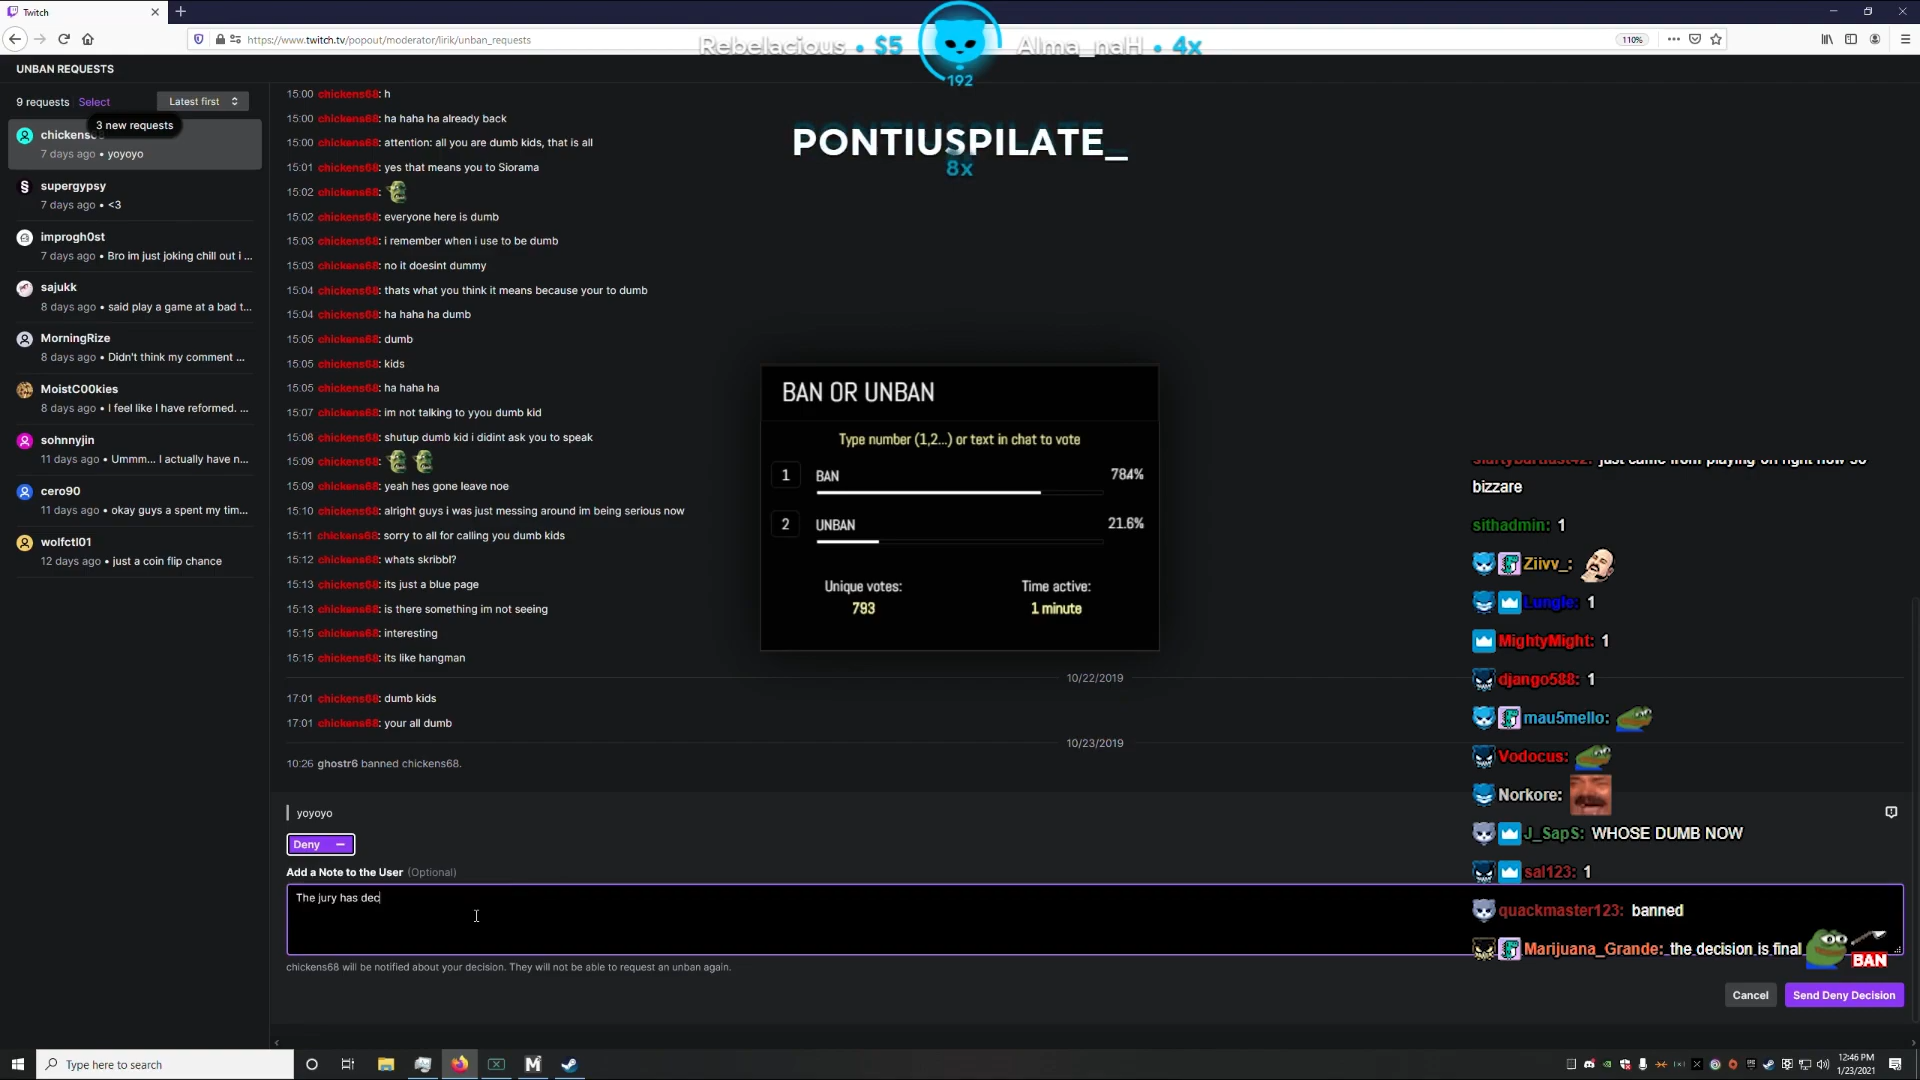 Twitch
https://www.twitch.tv/popout/moderator/lirik/unban_requests
110%
Rebelacious • $5
Alma_naH • 4x
192
PONTIUSPILATE_
8x
UNBAN REQUESTS
9 requests Select
Latest first
3 new requests
chickens
7 days ago • yoyoyo
supergypsy
7 days ago • <3
improgh0st
7 days ago • Bro im just joking chill out i ...
sajukk
8 days ago • said play a game at a bad t...
MorningRize
8 days ago • Didn't think my comment ...
MoistC00kies
8 days ago • I feel like I have reformed. ...
sohnnyjin
11 days ago • Ummm... I actually have n...
cero90
11 days ago • okay guys a spent my tim...
wolfctl01
12 days ago • just a coin flip chance
15:00 chickens68: h
15:00 chickens68: ha haha ha already back
15:00 chickens68: attention: all you are dumb kids, that is all
15:01 chickens68: yes that means you to Siorama
15:02 chickens68:
15:02 chickens68: everyone here is dumb
15:03 chickens68: i remember when i use to be dumb
15:03 chickens68: no it doesint dummy
15:04 chickens68: thats what you think it means because your to dumb
15:04 chickens68: ha haha ha dumb
15:05 chickens68: dumb
15:05 chickens68: kids
15:05 chickens68: ha haha ha
15:07 chickens68: im not talking to yyou dumb kid
15:08 chickens68: shutup dumb kid i didint ask you to speak
15:09 chickens68:
15:09 chickens68: yeah hes gone leave noe
15:10 chickens68: alright guys i was just messing around im being serious now
15:11 chickens68: sorry to all for calling you dumb kids
15:12 chickens68: whats skribbl?
15:13 chickens68: its just a blue page
15:13 chickens68: is there something im not seeing
15:15 chickens68: interesting
15:15 chickens68: its like hangman
10/22/2019
17:01 chickens68: dumb kids
17:01 chickens68: your all dumb
10/23/2019
10:26 ghostr6 banned chickens68.
yoyoyo
Deny
Add a Note to the User (Optional)
The jury has dec
chickens68 will be notified about your decision. They will not be able to request an unban again.
Cancel
Send Deny Decision
BAN OR UNBAN
Type number (1,2...) or text in chat to vote
1 BAN 78.4%
2 UNBAN 21.6%
Unique votes:
793
Time active:
1 minute
just came from playing on right now so
bizzare
sithadmin: 1
Ziivv_:
Lungle: 1
MightyMight: 1
django588: 1
mau5mello:
Vodocus:
Norkore:
J_SapS: WHOSE DUMB NOW
sal123: 1
quackmaster123: banned
Marijuana_Grande: the decision is final
BAN
Type here to search
12:46 PM
1/23/2021